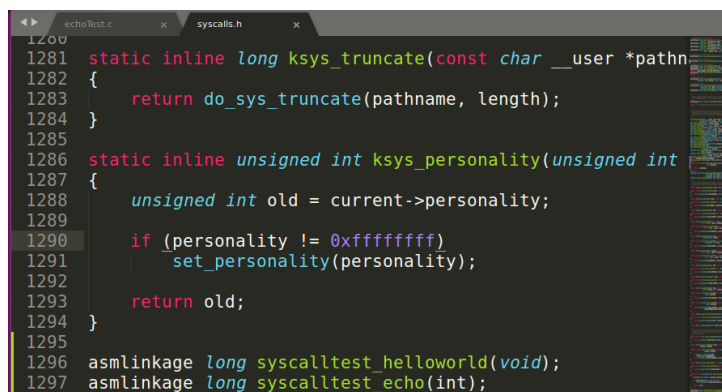 echoTest.c × syscalls.h ×
1280
1281 static inline long ksys_truncate(const char __user *pathn
1282 {
1283 return do_sys_truncate(pathname, length);
1284 }
1285
1286 static inline unsigned int ksys_personality(unsigned int
1287 {
1288 unsigned int old = current->personality;
1289
1290 if (personality != 0xffffffff)
1291 set_personality(personality);
1292
1293 return old;
1294 }
1295
1296 asmlinkage long syscalltest_helloworld(void);
1297 asmlinkage long syscalltest_echo(int);